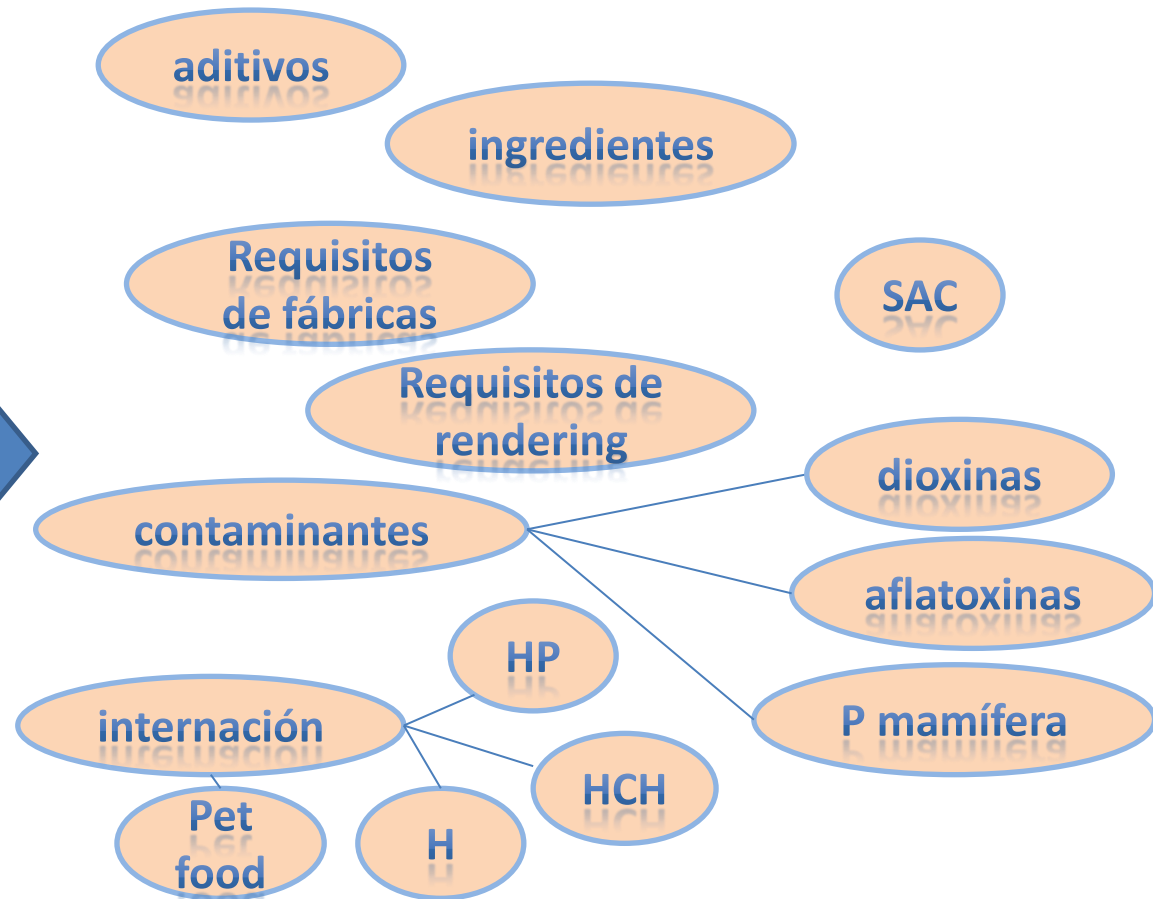 aditivos
ingredientes
Requisitos
de fábricas
SAC
Requisitos de
rendering
dioxinas
contaminantes
aflatoxinas
HP
P mamífera
internación
HCH
Pet
food
H